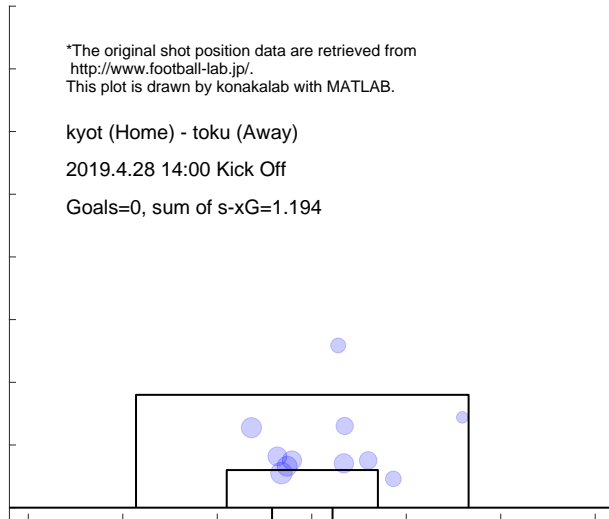 *The original shot position data are retrieved from
http://www.football-lab.jp/.
This plot is drawn by konakalab with MATLAB.
kyot (Home) - toku (Away)
2019.4.28 14:00 Kick Off
Goals=0, sum of s-xG=1.194